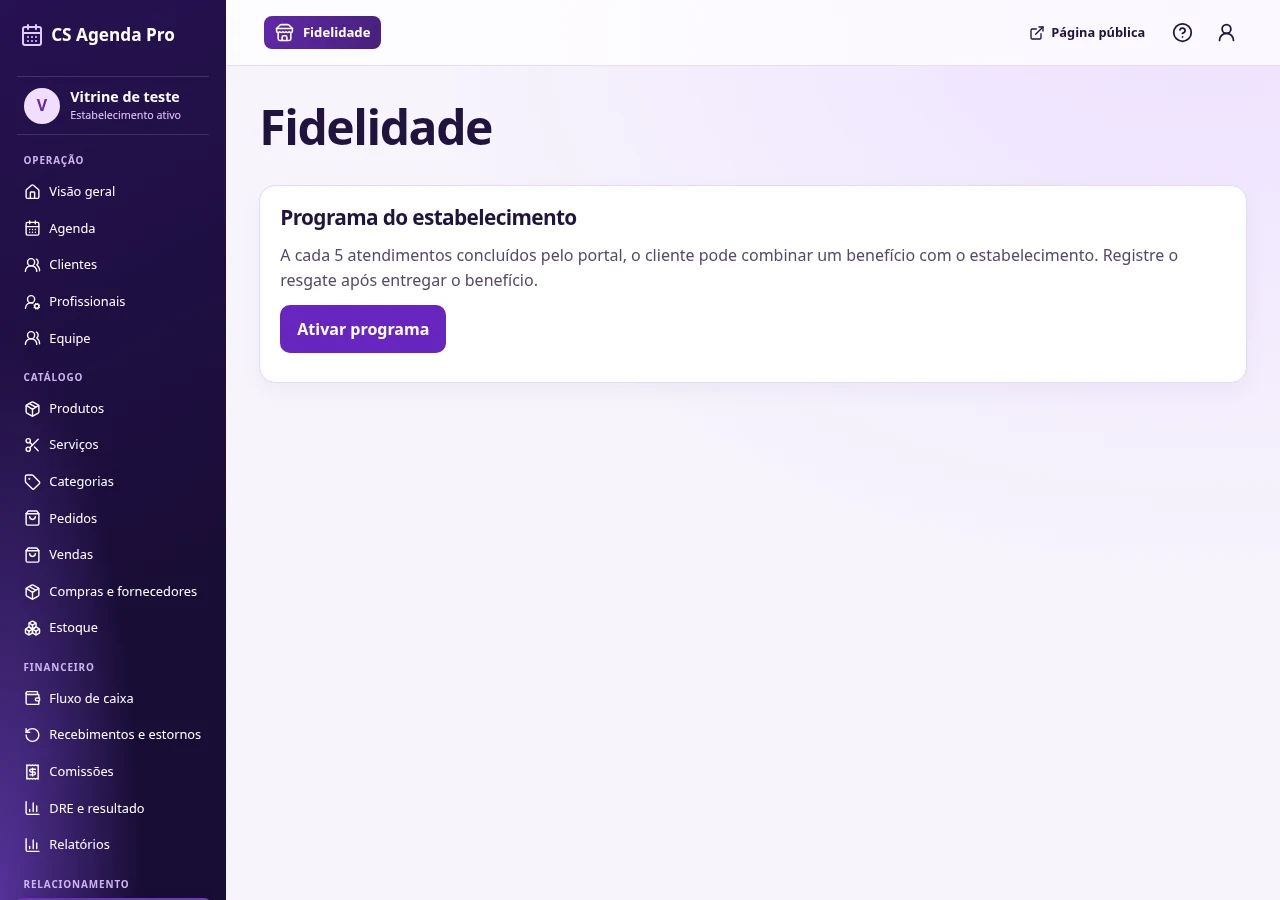 CS Agenda Pro
V
Vitrine de teste
Estabelecimento ativo
OPERAÇÃO
Visão geral
Agenda
Clientes
Profissionais
Equipe
CATÁLOGO
Produtos
Serviços
Categorias
Pedidos
Vendas
Compras e fornecedores
Estoque
FINANCEIRO
Fluxo de caixa
Recebimentos e estornos
Comissões
DRE e resultado
Relatórios
RELACIONAMENTO
Fidelidade
Página pública
Fidelidade
Programa do estabelecimento
A cada 5 atendimentos concluídos pelo portal, o cliente pode combinar um benefício com o estabelecimento. Registre o
resgate após entregar o benefício.
Ativar programa